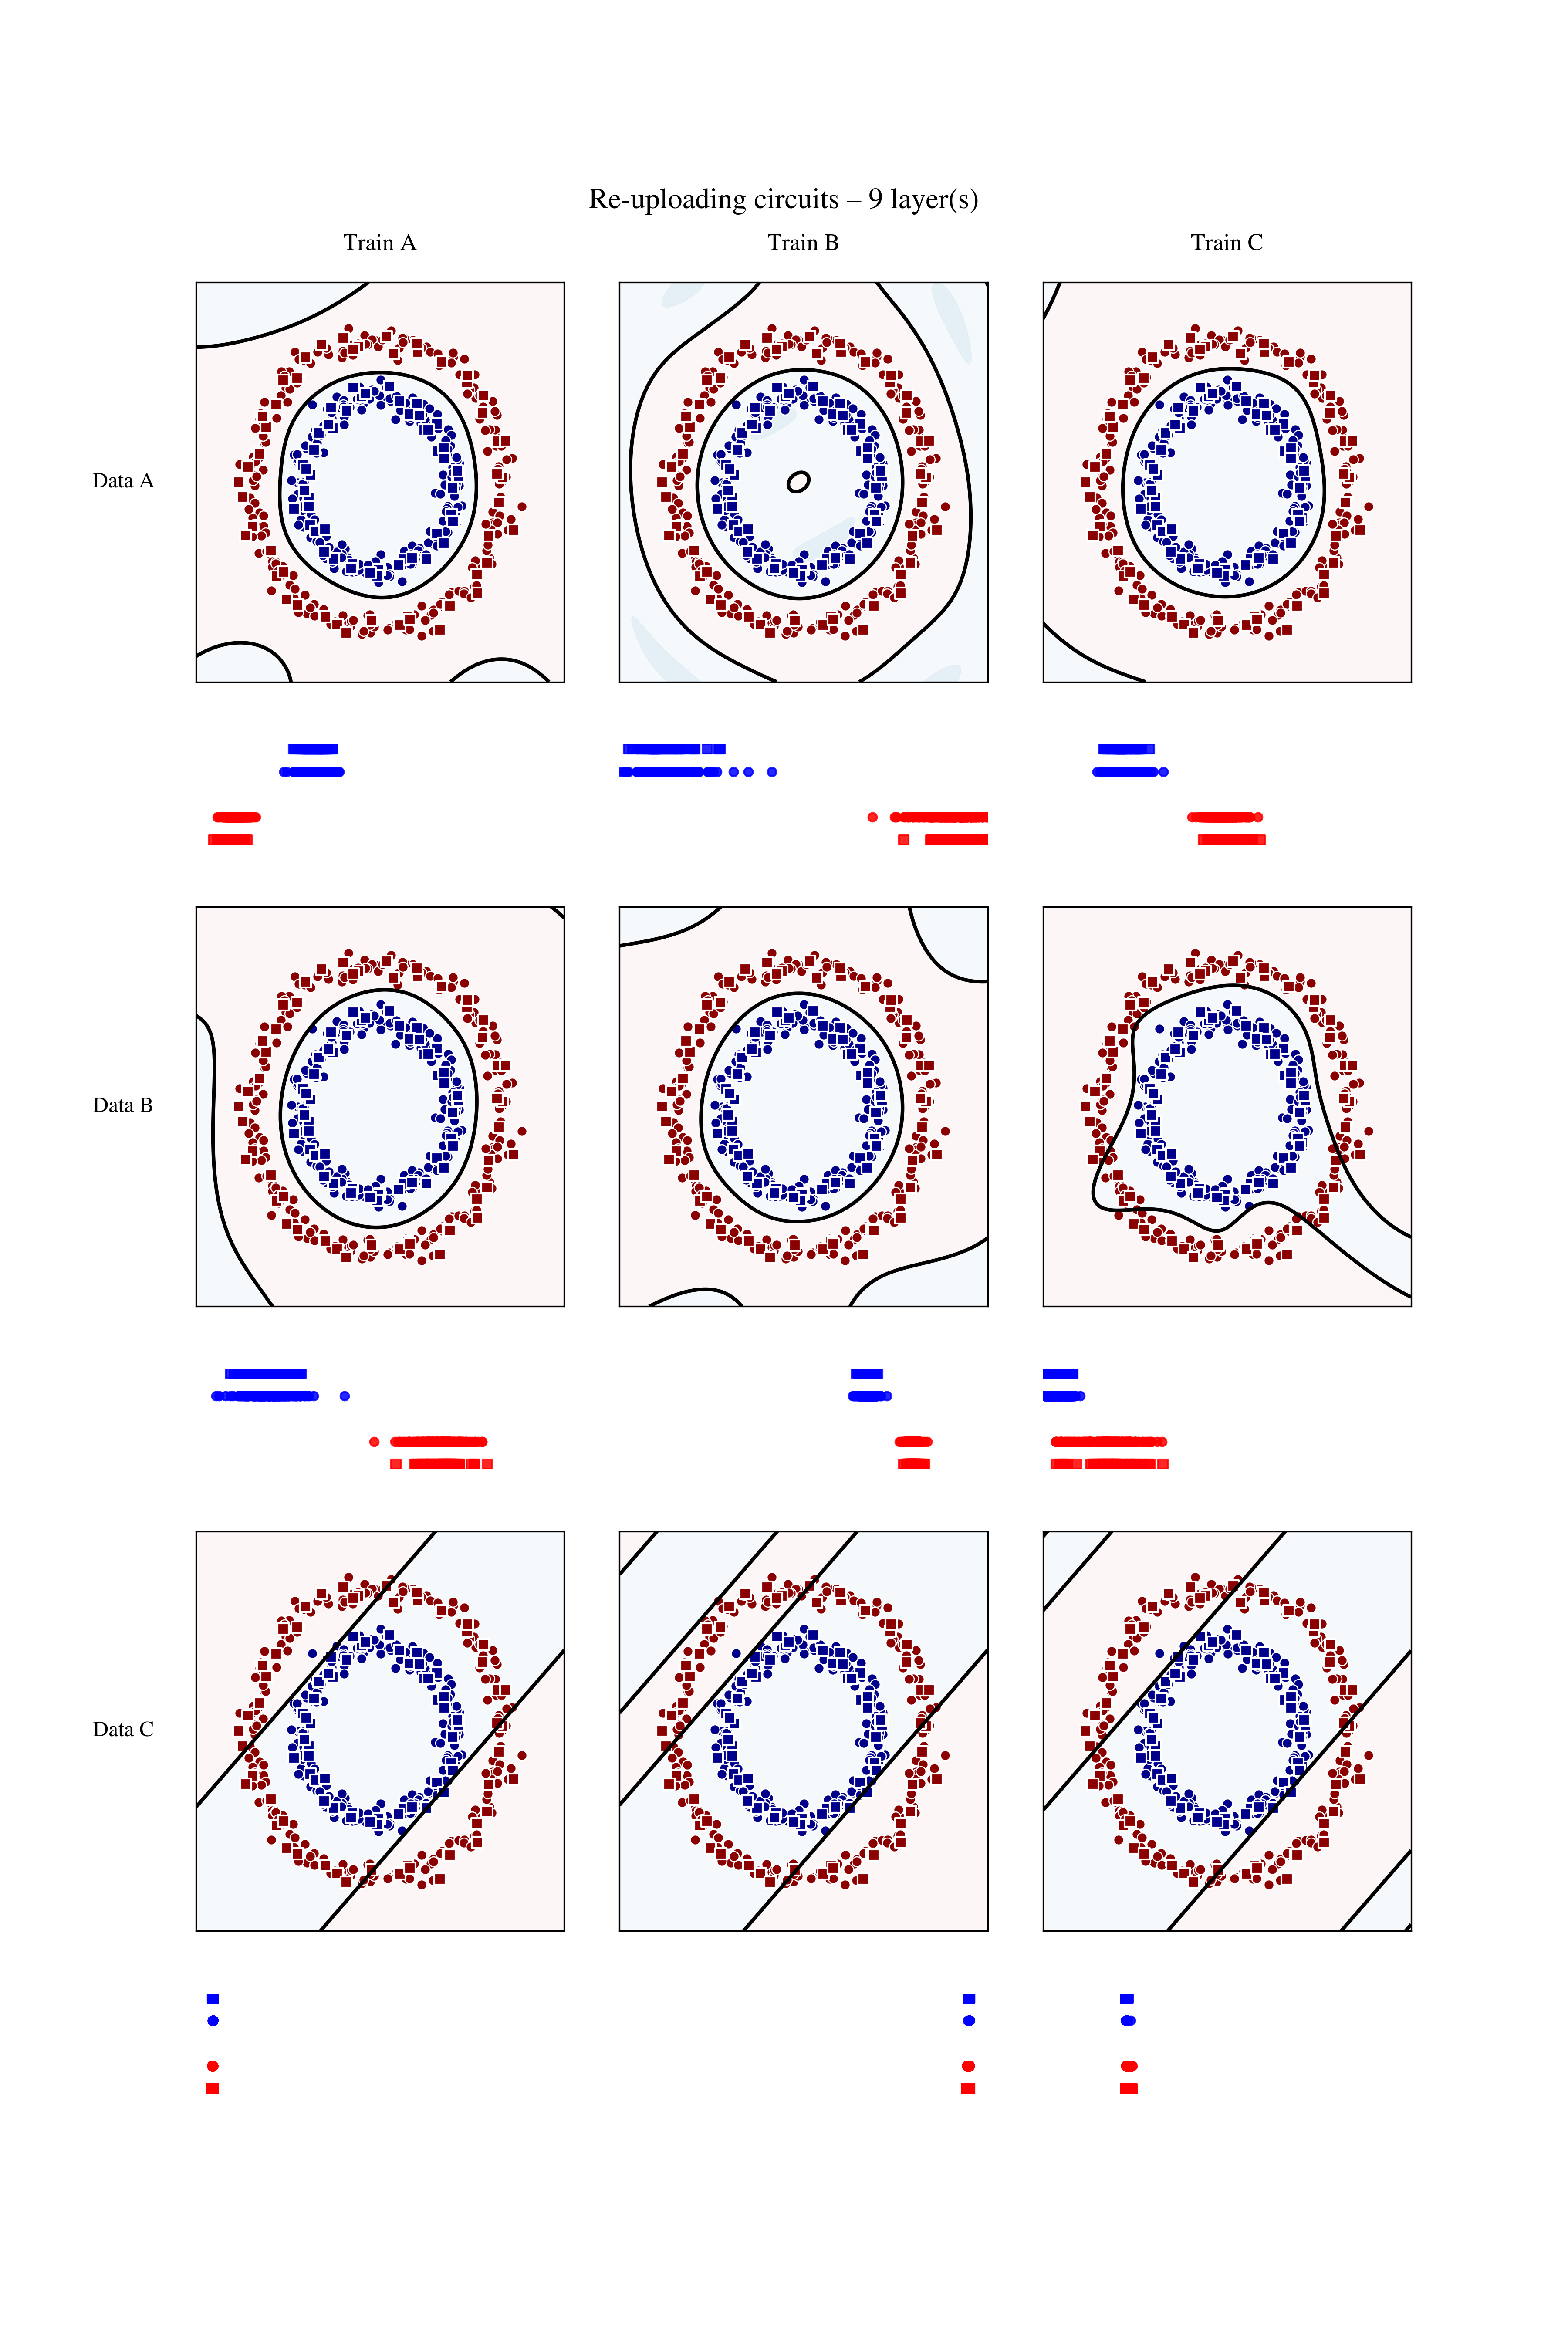 Re-uploading circuits – 9 layer(s)
Train A
Train B
Train C
Data A
Data B
Data C